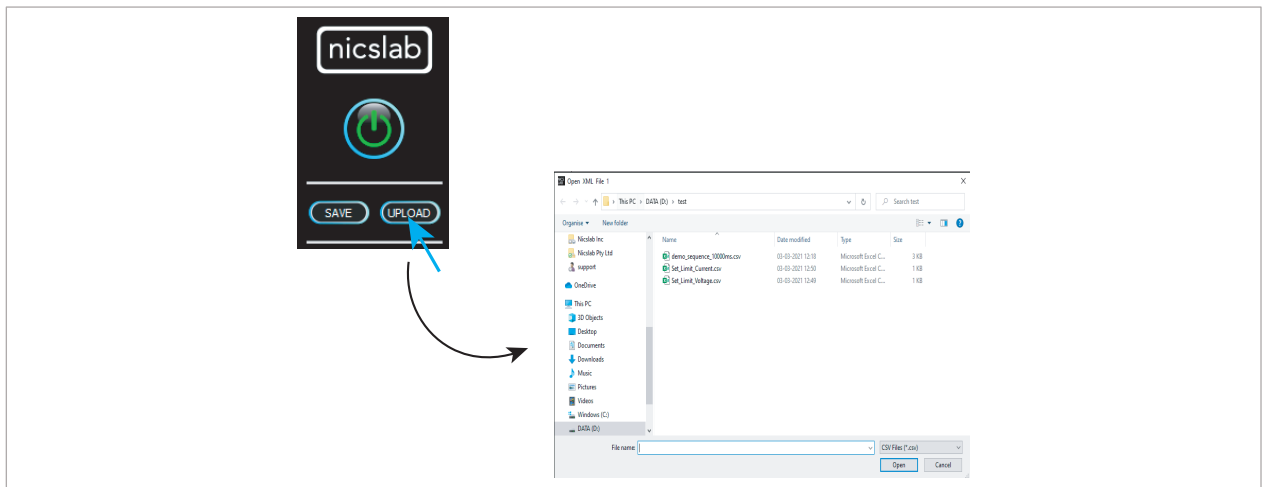 nicslab
SAVE UPLOAD
Open XML File 1
This PC > DATA (D:) > test
Search test
Organise New folder
Name Date modified Type Size
Nicslab Inc
Nicslab Pty Ltd
support
OneDrive
This PC
3D Objects
Desktop
Documents
Downloads
Music
Pictures
Videos
Windows (C:)
DATA (D:)
demo_sequence_10000ms.csv 03-03-2021 12:18 Microsoft Excel C... 3 KB
Set_Limit_Current.csv 03-03-2021 12:50 Microsoft Excel C... 1 KB
Set_Limit_Voltage.csv 03-03-2021 12:49 Microsoft Excel C... 1 KB
File name:
CSV Files (*.csv)
Open Cancel